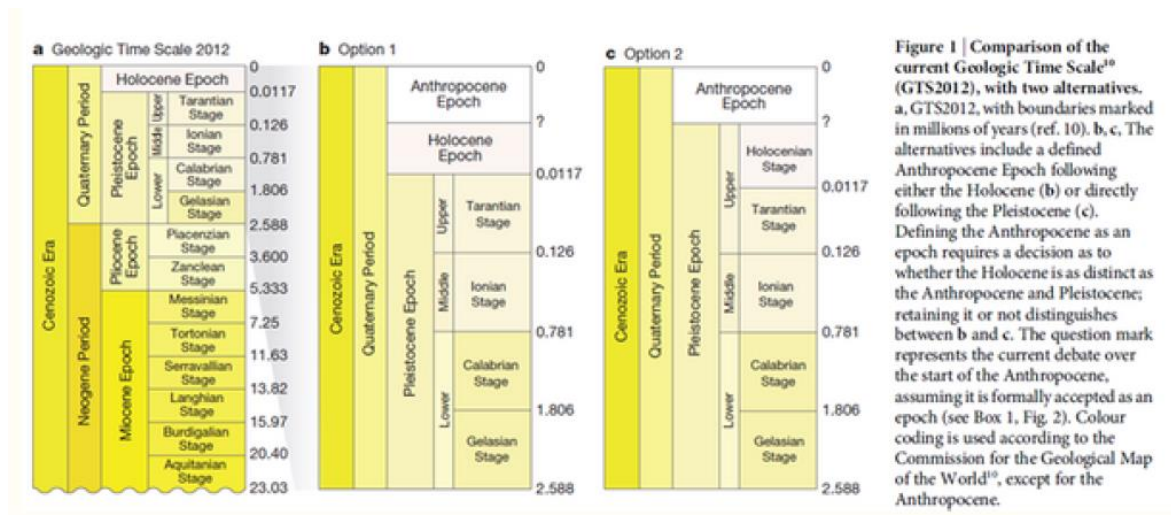 a Geologic Time Scale 2012
Cenozoic Era
Quaternary Period
Neogene Period
Holocene Epoch
Pleistocene
Epoch
Pliocene
Epoch
Miocene Epoch
Upper
Middle
Lower
Tarantian
Stage
Ionian
Stage
Calabrian
Stage
Gelasian
Stage
Piacenzian
Stage
Zanclean
Stage
Messinian
Stage
Tortonian
Stage
Serravallian
Stage
Langhian
Stage
Burdigalian
Stage
Aquitanian
Stage
0
0.0117
0.126
0.781
1.806
2.588
3.600
5.333
7.25
11.63
13.82
15.97
20.40
23.03
b Option 1
Cenozoic Era
Quaternary Period
Anthropocene
Epoch
Holocene
Epoch
Pleistocene Epoch
Upper
Middle
Lower
Tarantian
Stage
Ionian
Stage
Calabrian
Stage
Gelasian
Stage
0
?
0.0117
0.126
0.781
1.806
2.588
c Option 2
Cenozoic Era
Quaternary Period
Anthropocene
Epoch
Pleistocene Epoch
Upper
Middle
Lower
Holocenian
Stage
Tarantian
Stage
Ionian
Stage
Calabrian
Stage
Gelasian
Stage
0
?
0.0117
0.126
0.781
1.806
2.588
Figure 1 | Comparison of the
current Geologic Time Scale¹⁰
(GTS2012), with two alternatives.
a, GTS2012, with boundaries marked
in millions of years (ref. 10). b, c, The
alternatives include a defined
Anthropocene Epoch following
either the Holocene (b) or directly
following the Pleistocene (c).
Defining the Anthropocene as an
epoch requires a decision as to
whether the Holocene is as distinct as
the Anthropocene and Pleistocene;
retaining it or not distinguishes
between b and c. The question mark
represents the current debate over
the start of the Anthropocene,
assuming it is formally accepted as an
epoch (see Box 1, Fig. 2). Colour
coding is used according to the
Commission for the Geological Map
of the World¹⁰, except for the
Anthropocene.